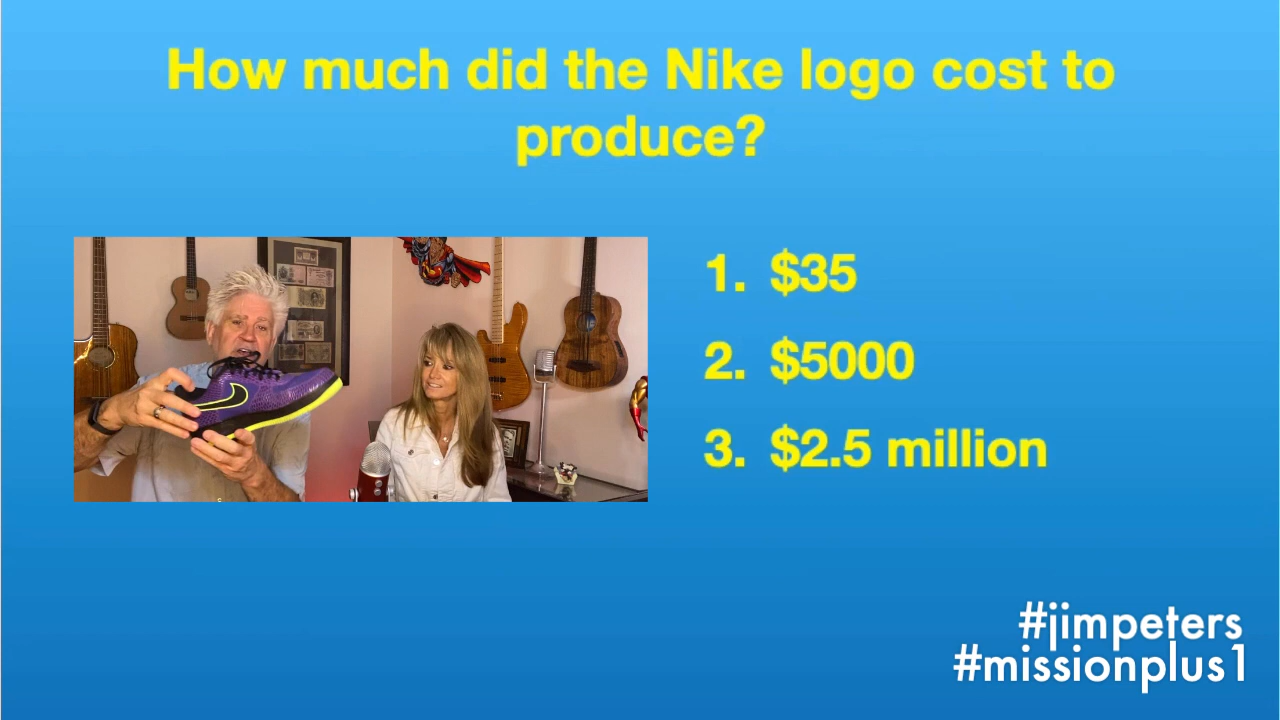 How much did the Nike logo cost to
produce?
1. $35
2. $5000
3. $2.5 million
#jimpeters
#missionplus1